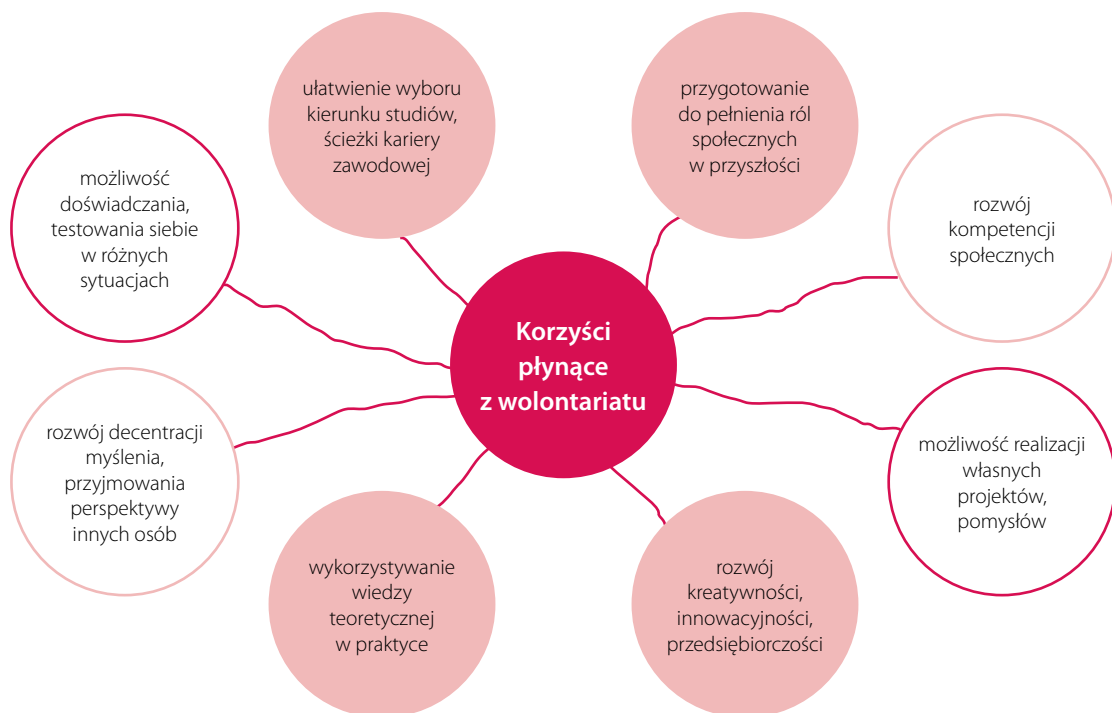 ułatwienie wyboru
kierunku studiów,
ścieżki kariery
zawodowej
przygotowanie
do pełnienia ról
społecznych
w przyszłości
możliwość
doświadczania,
testowania siebie
w różnych
sytuacjach
rozwój
kompetencji
społecznych
Korzyści
płynące
z wolontariatu
rozwój decentracji
myślenia,
przyjmowania
perspektywy
innych osób
możliwość realizacji
własnych
projektów,
pomysłów
wykorzystywanie
wiedzy
teoretycznej
w praktyce
rozwój
kreatywności,
innowacyjności,
przedsiębiorczości